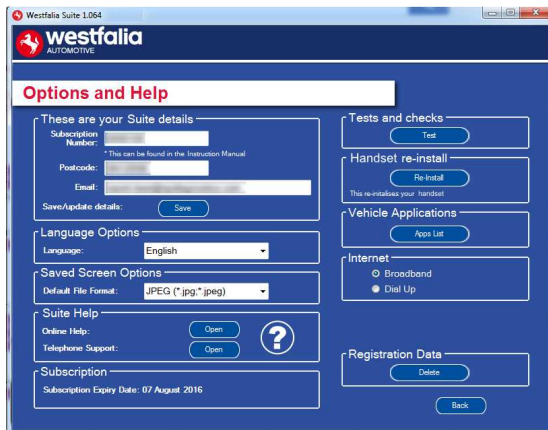 Westfalia Suite 1.064
westfalia
AUTOMOTIVE
Options and Help
These are your Suite details
Subscription Number:
* This can be found in the Instruction Manual
Postcode:
Email:
Save/update details:
Save
Language Options
Language:
English
Saved Screen Options
Default File Format:
JPEG (*.jpg;*.jpeg)
Suite Help
Online Help:
Open
Telephone Support:
Open
?
Subscription
Subscription Expiry Date: 07 August 2016
Tests and checks
Test
Handset re-install
Re-Install
This re-initalises your handset
Vehicle Applications
Apps List
Internet
Broadband
Dial Up
Registration Data
Delete
Back